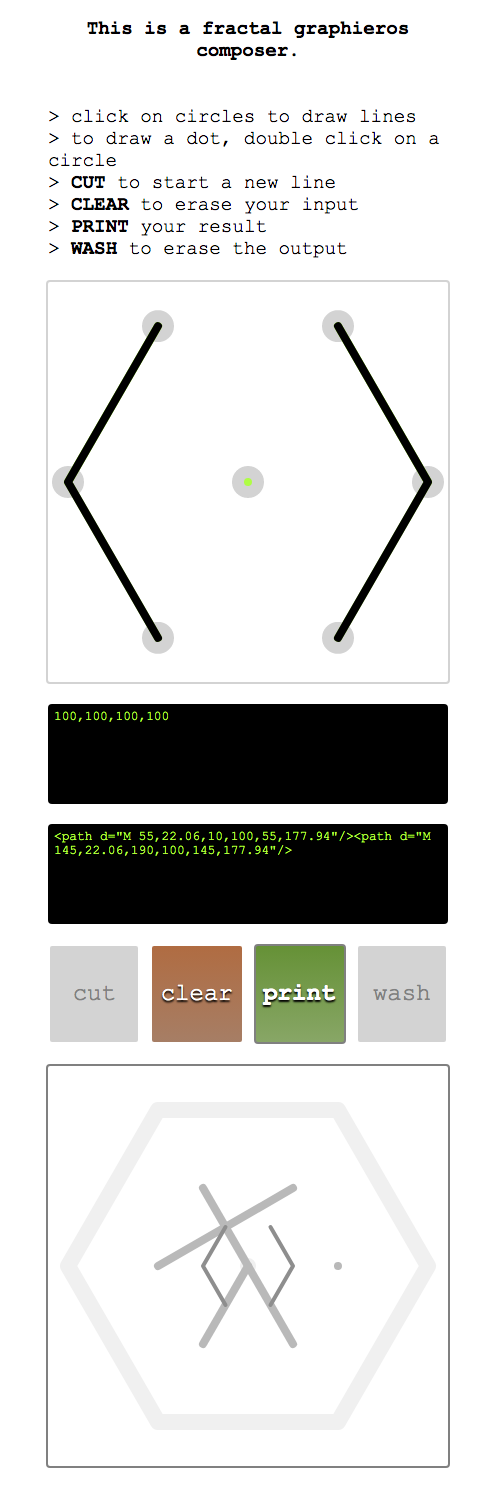 This is a fractal graphieros
composer.
> click on circles to draw lines
> to draw a dot, double click on a
circle
> CUT to start a new line
> CLEAR to erase your input
> PRINT your result
> WASH to erase the output
100,100,100,100
<path d="M 55,22.06,10,100,55,177.94"/><path d="M
145,22.06,190,100,145,177.94"/>
cut clear print wash